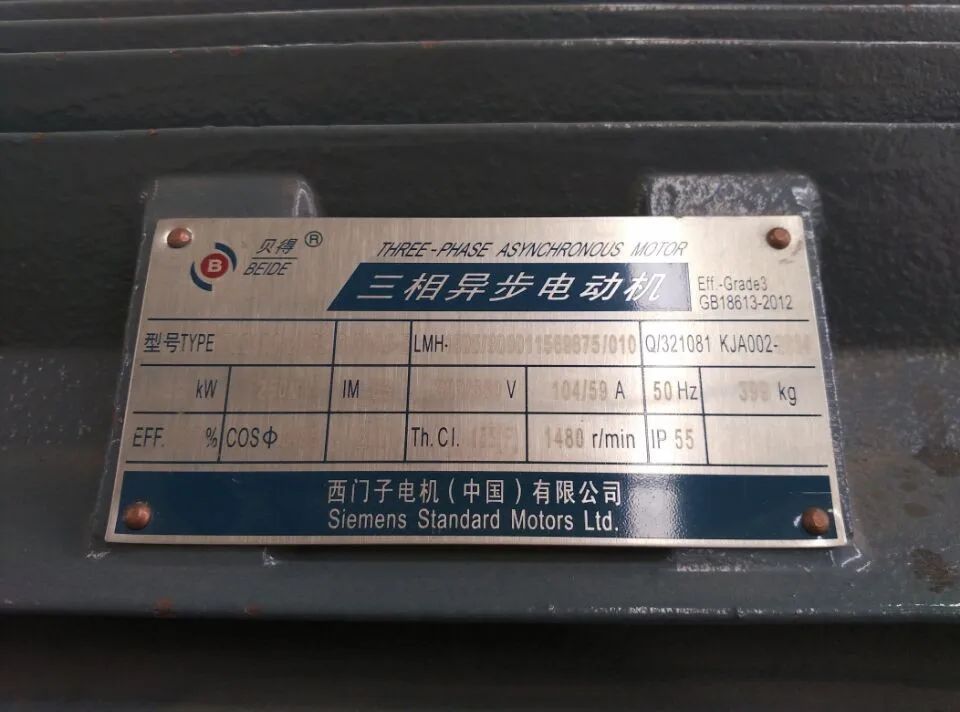 贝得®
BEIDE
B
THREE-PHASE ASYNCHRONOUS MOTOR
三相异步电动机
Eff.-Grade3
GB18613-2012
型号TYPE LMH- Q/321081 KJA002-
kW IM V 104/59 A 50 Hz 399 kg
EFF. % COSΦ Th.Cl. 1480 r/min IP 55
西门子电机(中国)有限公司
Siemens Standard Motors Ltd.